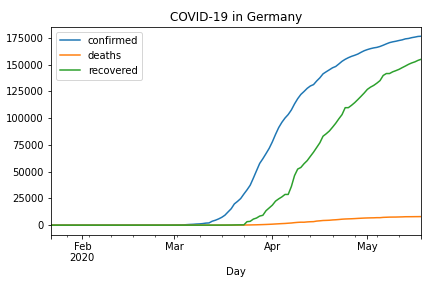 COVID-19 in Germany
confirmed
deaths
recovered
175000
150000
125000
100000
75000
50000
25000
0
Feb
2020
Mar
Apr
May
Day